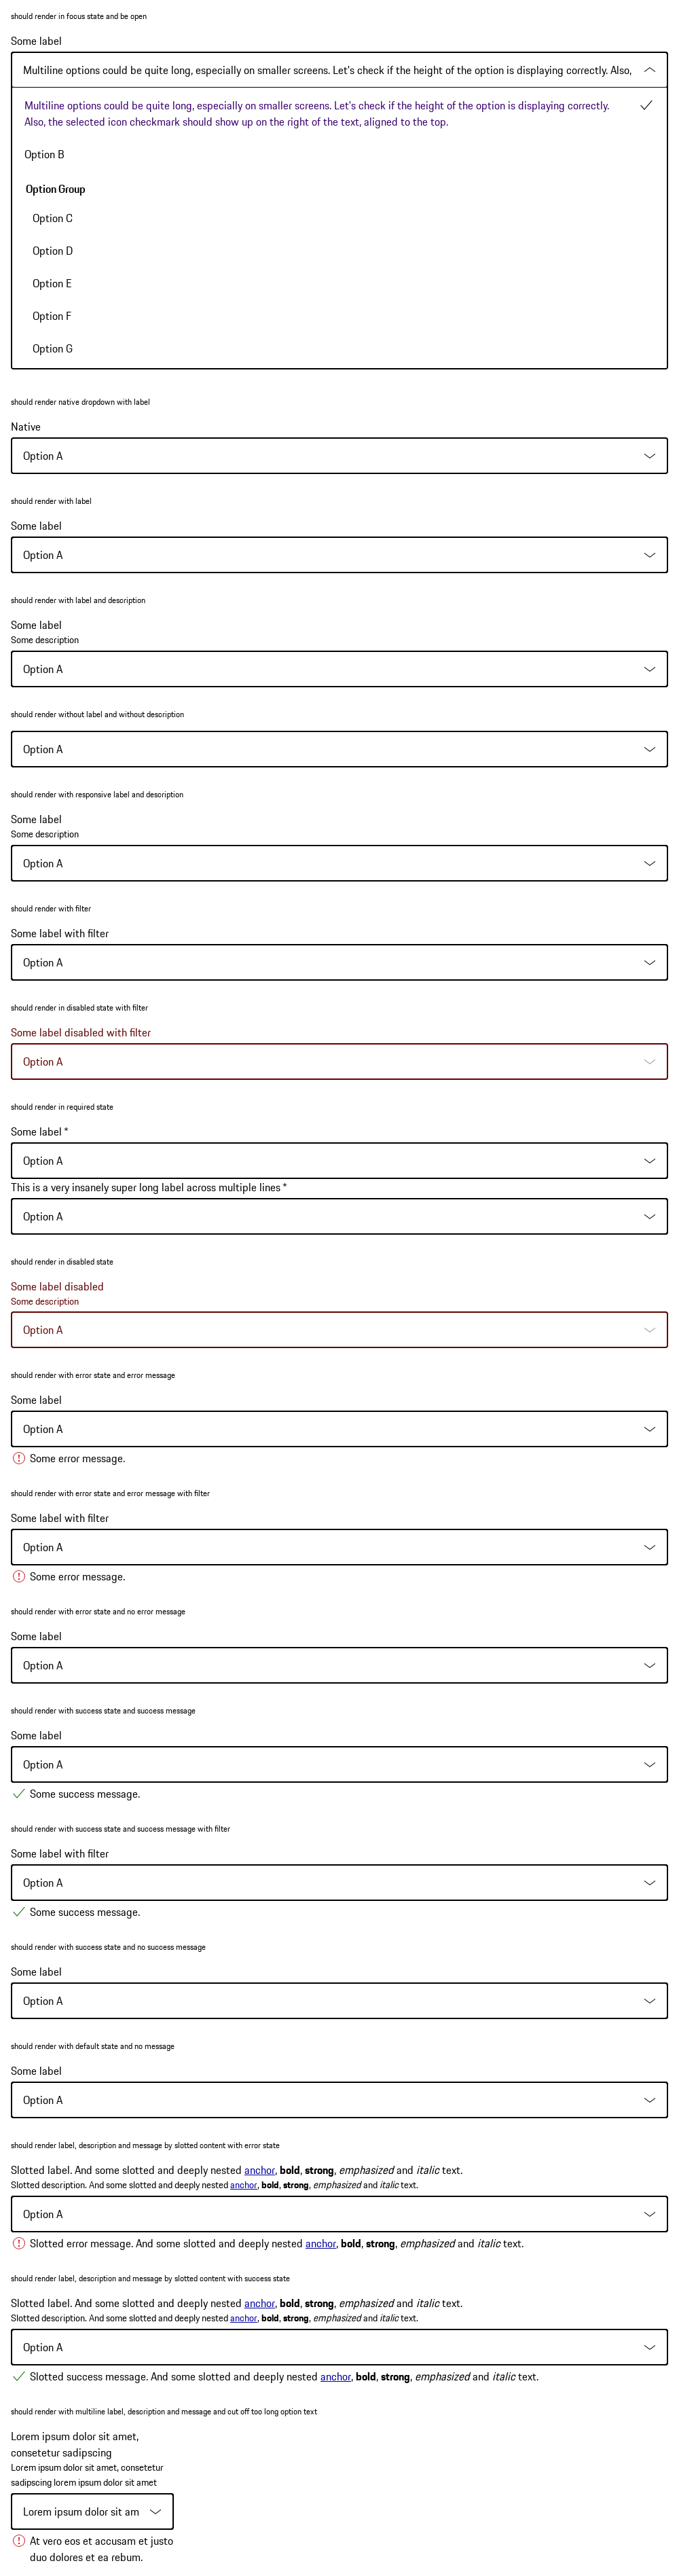 should render in focus state and be open
Some label
Multiline options could be quite long, especially on smaller screens. Let's check if the height of the option is displaying correctly. Also,
Multiline options could be quite long, especially on smaller screens. Let's check if the height of the option is displaying correctly.
Also, the selected icon checkmark should show up on the right of the text, aligned to the top.
Option B
Option Group
Option C
Option D
Option E
Option F
Option G
should render native dropdown with label
Native
Option A
should render with label
Some label
Option A
should render with label and description
Some label
Some description
Option A
should render without label and without description
Option A
should render with responsive label and description
Some label
Some description
Option A
should render with filter
Some label with filter
Option A
should render in disabled state with filter
Some label disabled with filter
Option A
should render in required state
Some label *
Option A
This is a very insanely super long label across multiple lines *
Option A
should render in disabled state
Some label disabled
Some description
Option A
should render with error state and error message
Some label
Option A
Some error message.
should render with error state and error message with filter
Some label with filter
Option A
Some error message.
should render with error state and no error message
Some label
Option A
should render with success state and success message
Some label
Option A
Some success message.
should render with success state and success message with filter
Some label with filter
Option A
Some success message.
should render with success state and no success message
Some label
Option A
should render with default state and no message
Some label
Option A
should render label, description and message by slotted content with error state
Slotted label. And some slotted and deeply nested anchor, bold, strong, emphasized and italic text.
Slotted description. And some slotted and deeply nested anchor, bold, strong, emphasized and italic text.
Option A
Slotted error message. And some slotted and deeply nested anchor, bold, strong, emphasized and italic text.
should render label, description and message by slotted content with success state
Slotted label. And some slotted and deeply nested anchor, bold, strong, emphasized and italic text.
Slotted description. And some slotted and deeply nested anchor, bold, strong, emphasized and italic text.
Option A
Slotted success message. And some slotted and deeply nested anchor, bold, strong, emphasized and italic text.
should render with multiline label, description and message and cut off too long option text
Lorem ipsum dolor sit amet,
consetetur sadipscing
Lorem ipsum dolor sit amet, consetetur
sadipscing lorem ipsum dolor sit amet
Lorem ipsum dolor sit am
At vero eos et accusam et justo
duo dolores et ea rebum.